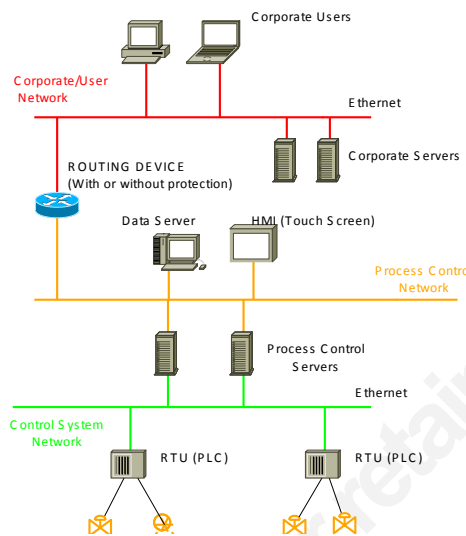 Corporate Users
Corporate/User
Network
Ethernet
ROUTING DEVICE
(With or without protection)
Corporate Servers
Data Server
HMI (Touch Screen)
Process Contro
Network
Process Control
Servers
Ethernet
Control System
Network
RTU (PLC)
RTU (PLC)
retain